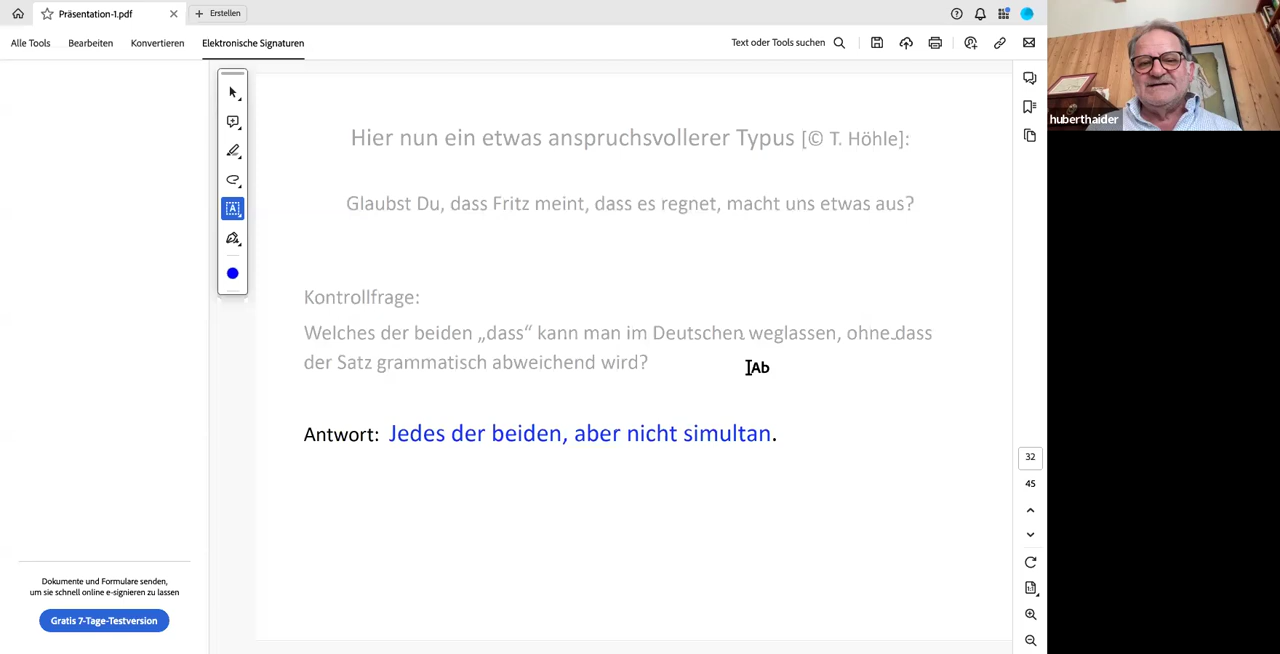 Präsentation-1.pdf
Erstellen
Alle Tools
Bearbeiten
Konvertieren
Elektronische Signaturen
Text oder Tools suchen
huberthaider
Hier nun ein etwas anspruchsvollerer Typus [© T. Höhle]:
Glaubst Du, dass Fritz meint, dass es regnet, macht uns etwas aus?
Kontrollfrage:
Welches der beiden „dass“ kann man im Deutschen weglassen, ohne dass
der Satz grammatisch abweichend wird?
Ab
Antwort: Jedes der beiden, aber nicht simultan.
32
45
Dokumente und Formulare senden,
um sie schnell online e-signieren zu lassen
Gratis 7-Tage-Testversion